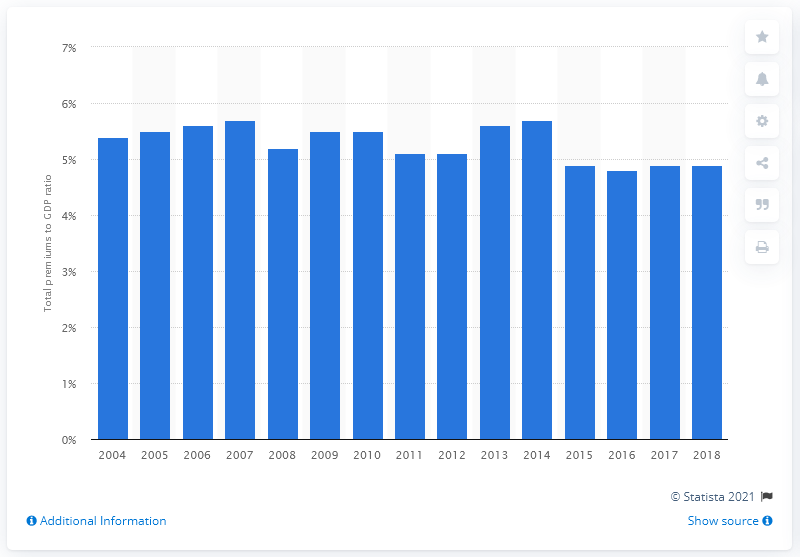 7%
6%
5%
4%
3%
2%
1%
0%
Total premiums to GDP ratio
2004 2005 2006 2007 2008 2009 2010 2011 2012 2013 2014 2015 2016 2017 2018
© Statista 2021
Additional Information
Show source